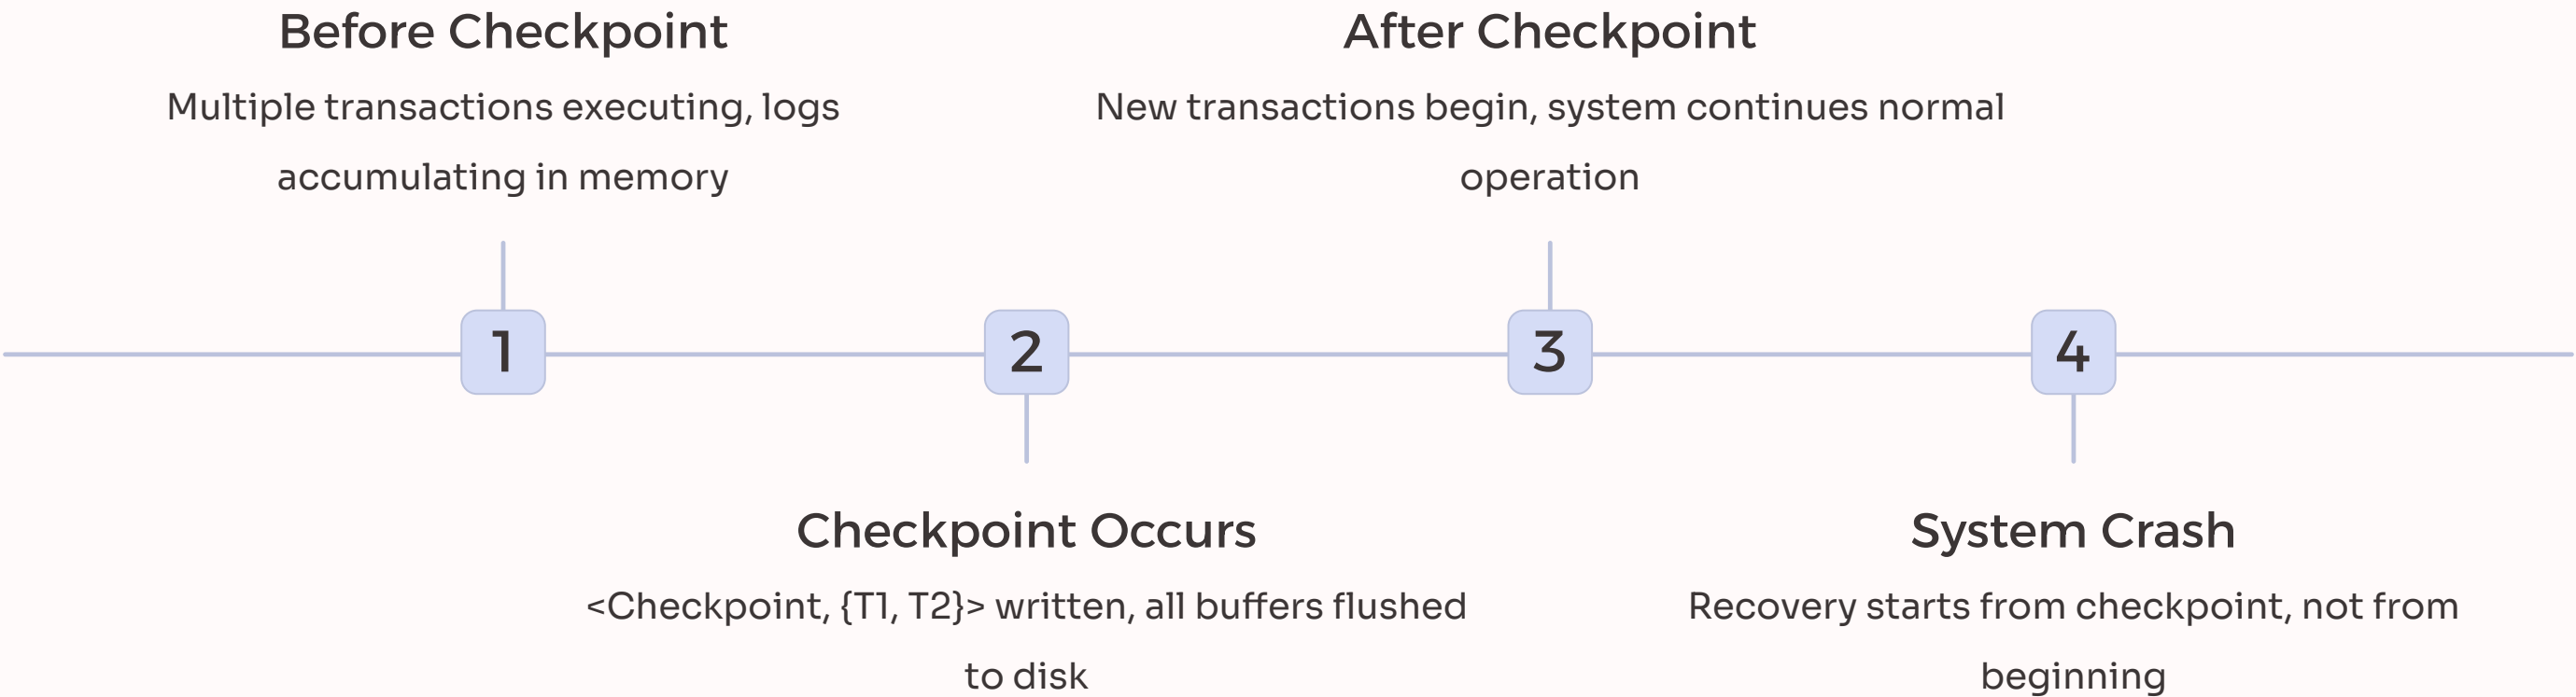 Before Checkpoint
Multiple transactions executing, logs
accumulating in memory
After Checkpoint
New transactions begin, system continues normal
operation
1
2
3
4
Checkpoint Occurs
<Checkpoint, {T1, T2}> written, all buffers flushed
to disk
System Crash
Recovery starts from checkpoint, not from
beginning